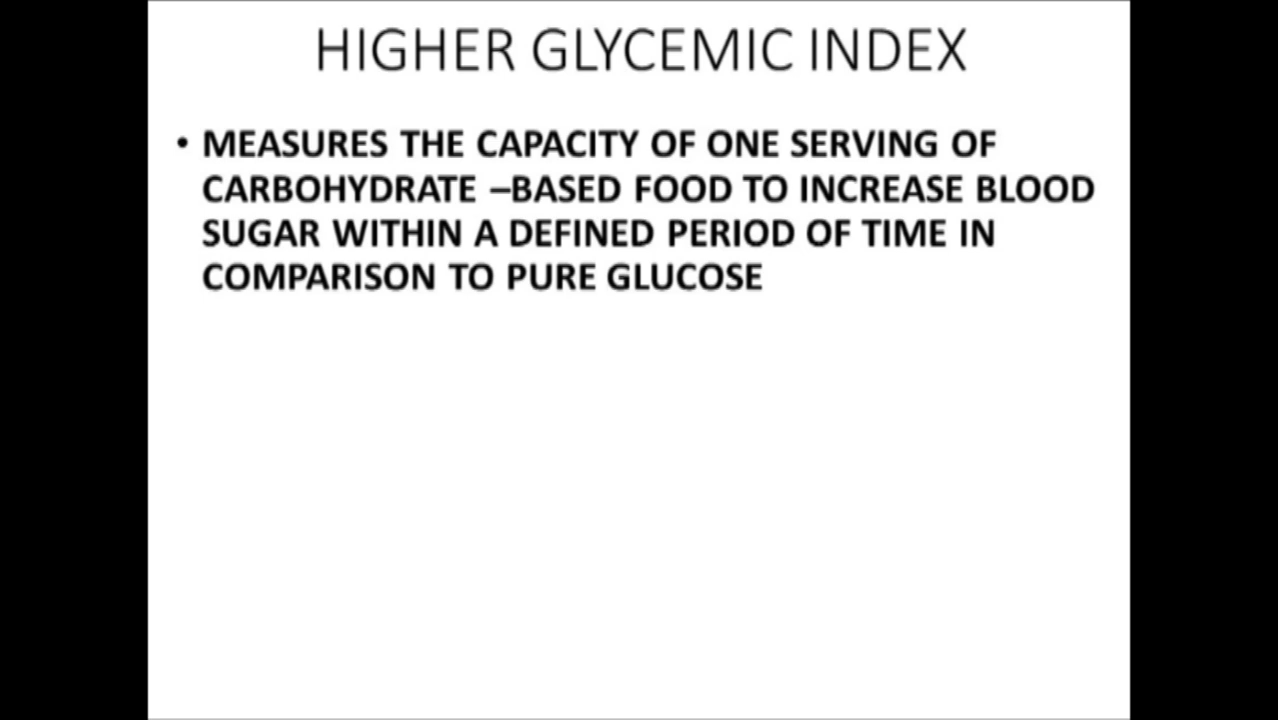 HIGHER GLYCEMIC INDEX
• MEASURES THE CAPACITY OF ONE SERVING OF
CARBOHYDRATE –BASED FOOD TO INCREASE BLOOD
SUGAR WITHIN A DEFINED PERIOD OF TIME IN
COMPARISON TO PURE GLUCOSE